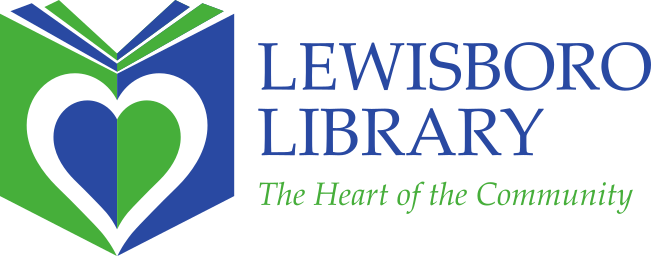 LEWISBORO
LIBRARY
The Heart of the Community